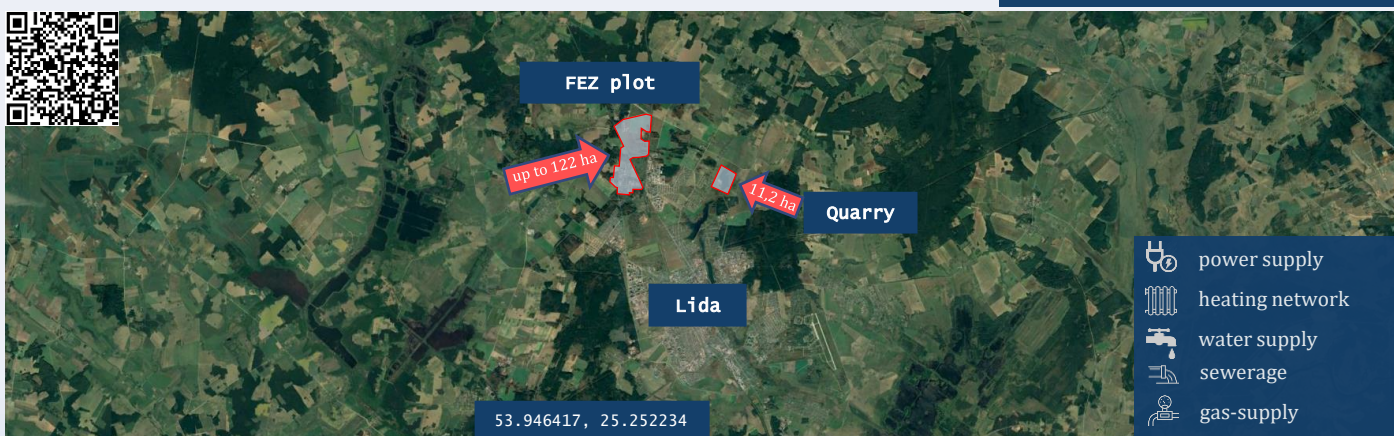 FEZ plot
up to 122 ha
11,2 ha
Quarry
Lida
53.946417, 25.252234
power supply
heating network
water supply
sewerage
gas-supply